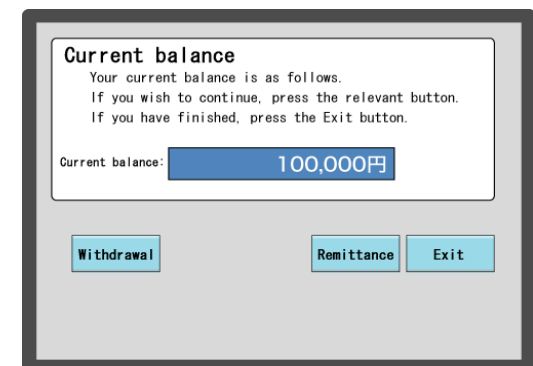 Current balance
Your current balance is as follows.
If you wish to continue, press the relevant button.
If you have finished, press the Exit button.
Current balance: 100,000円
Withdrawal Remittance Exit